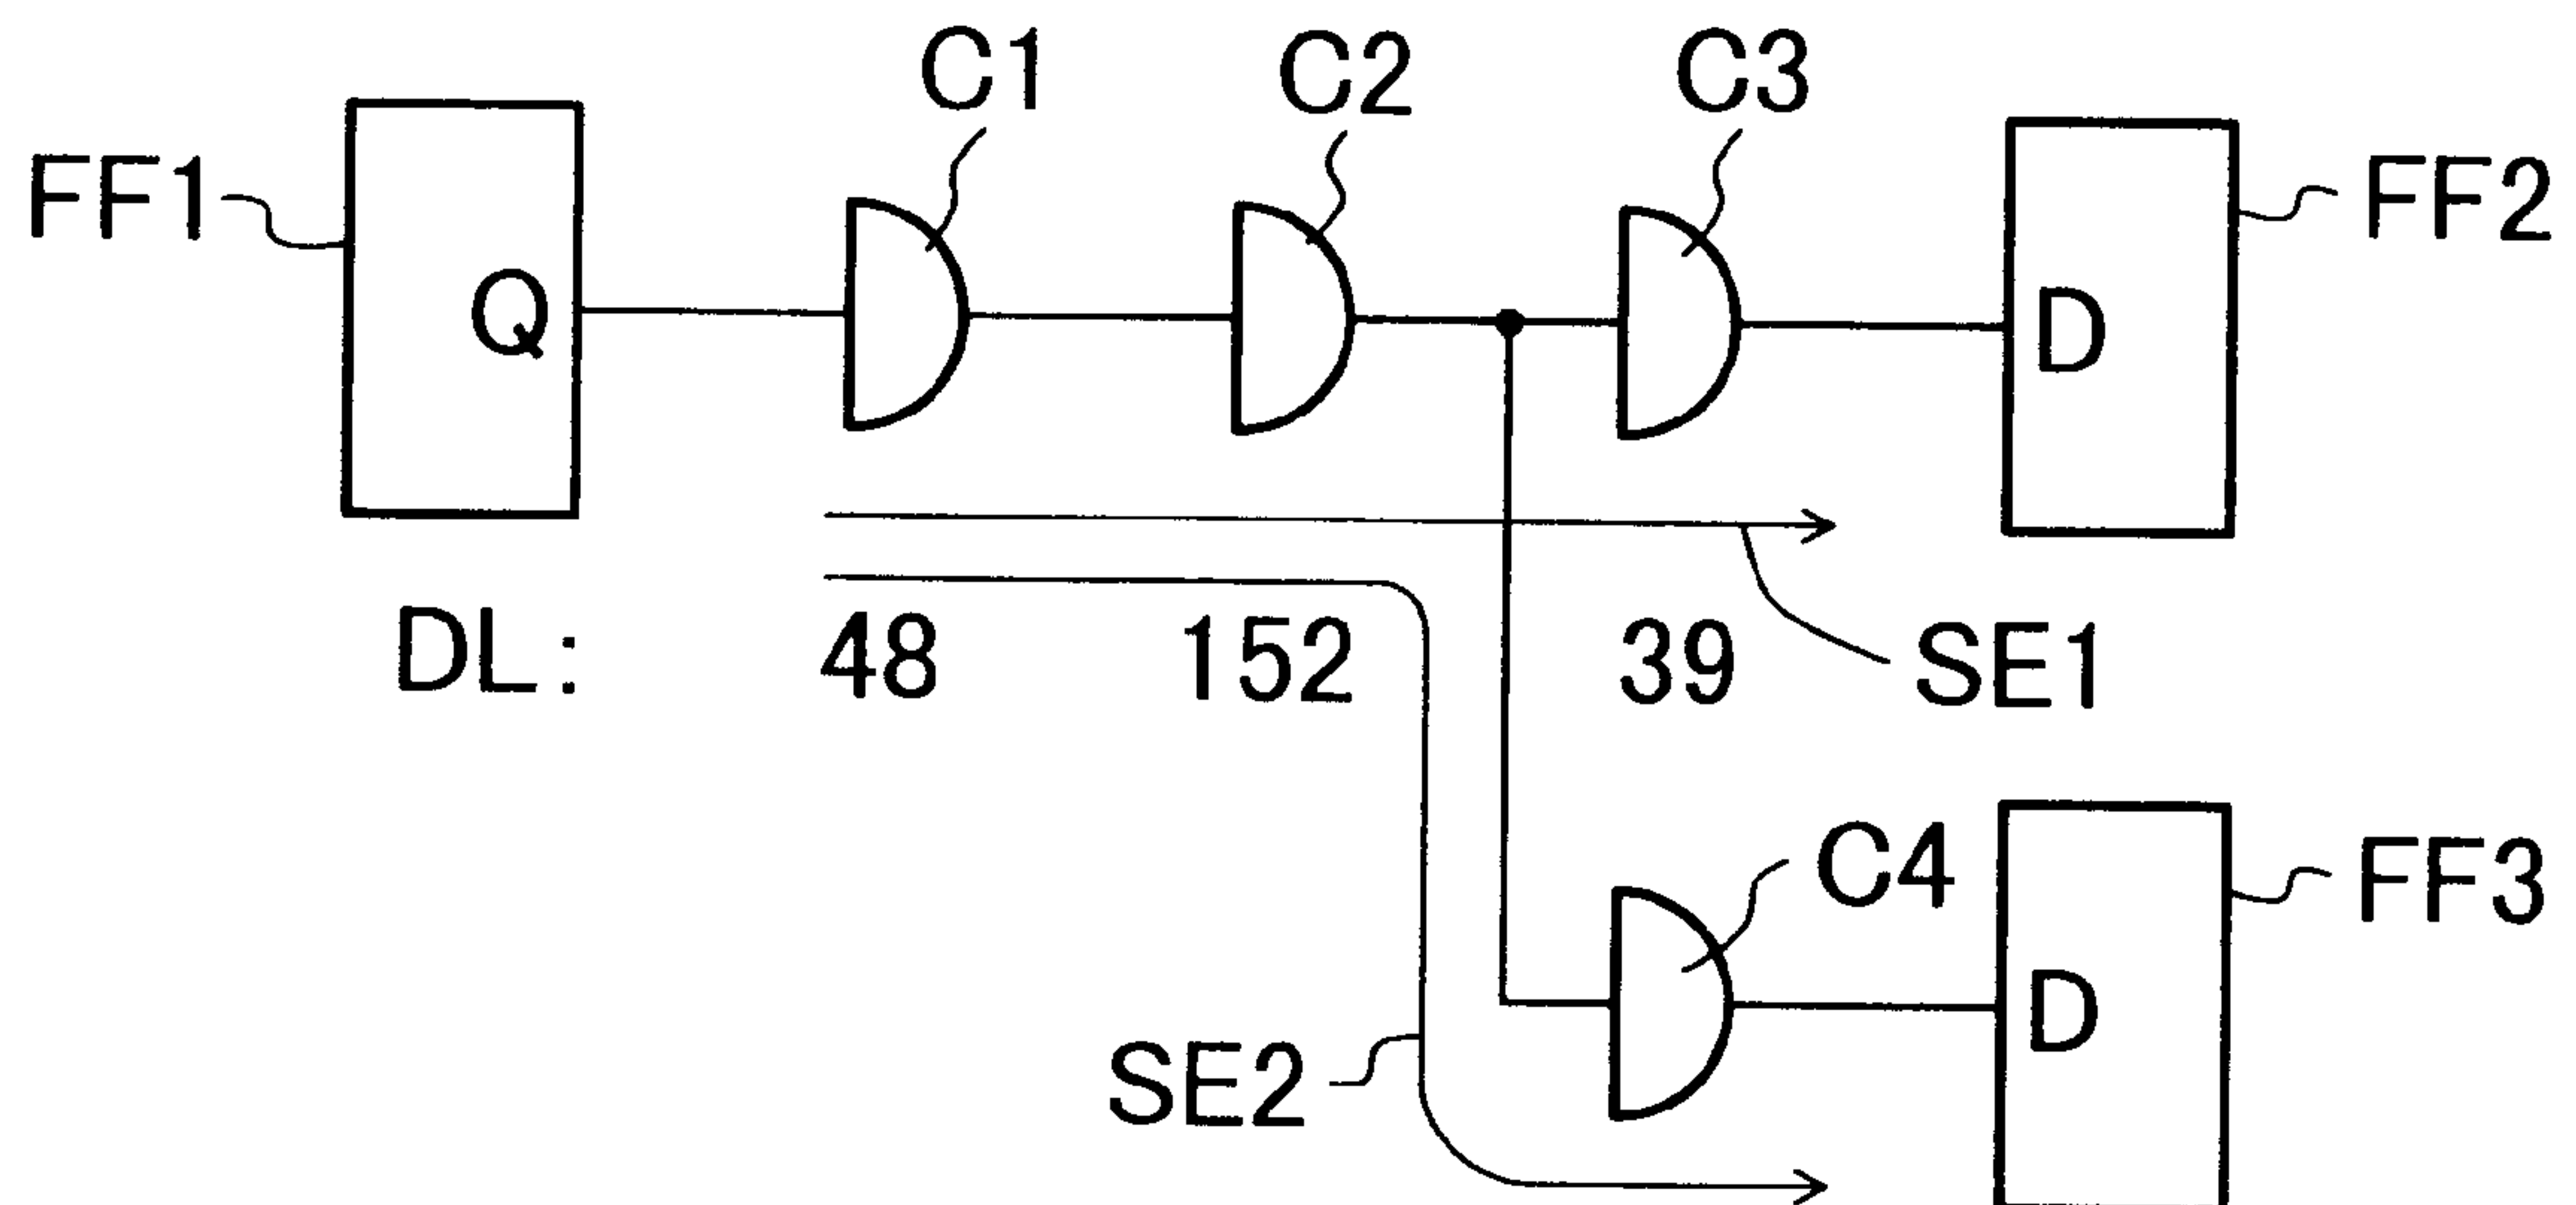 C1 C2 C3
FF1 FF2
Q D
DL: 48 152 39 SE1
C4 FF3
D
SE2